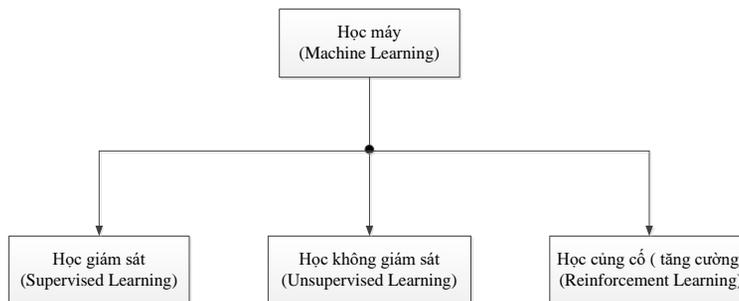 Học máy
(Machine Learning)
Học giám sát
(Supervised Learning)
Học không giám sát
(Unsupervised Learning)
Học củng cố ( tăng cường
(Reinforcement Learning)